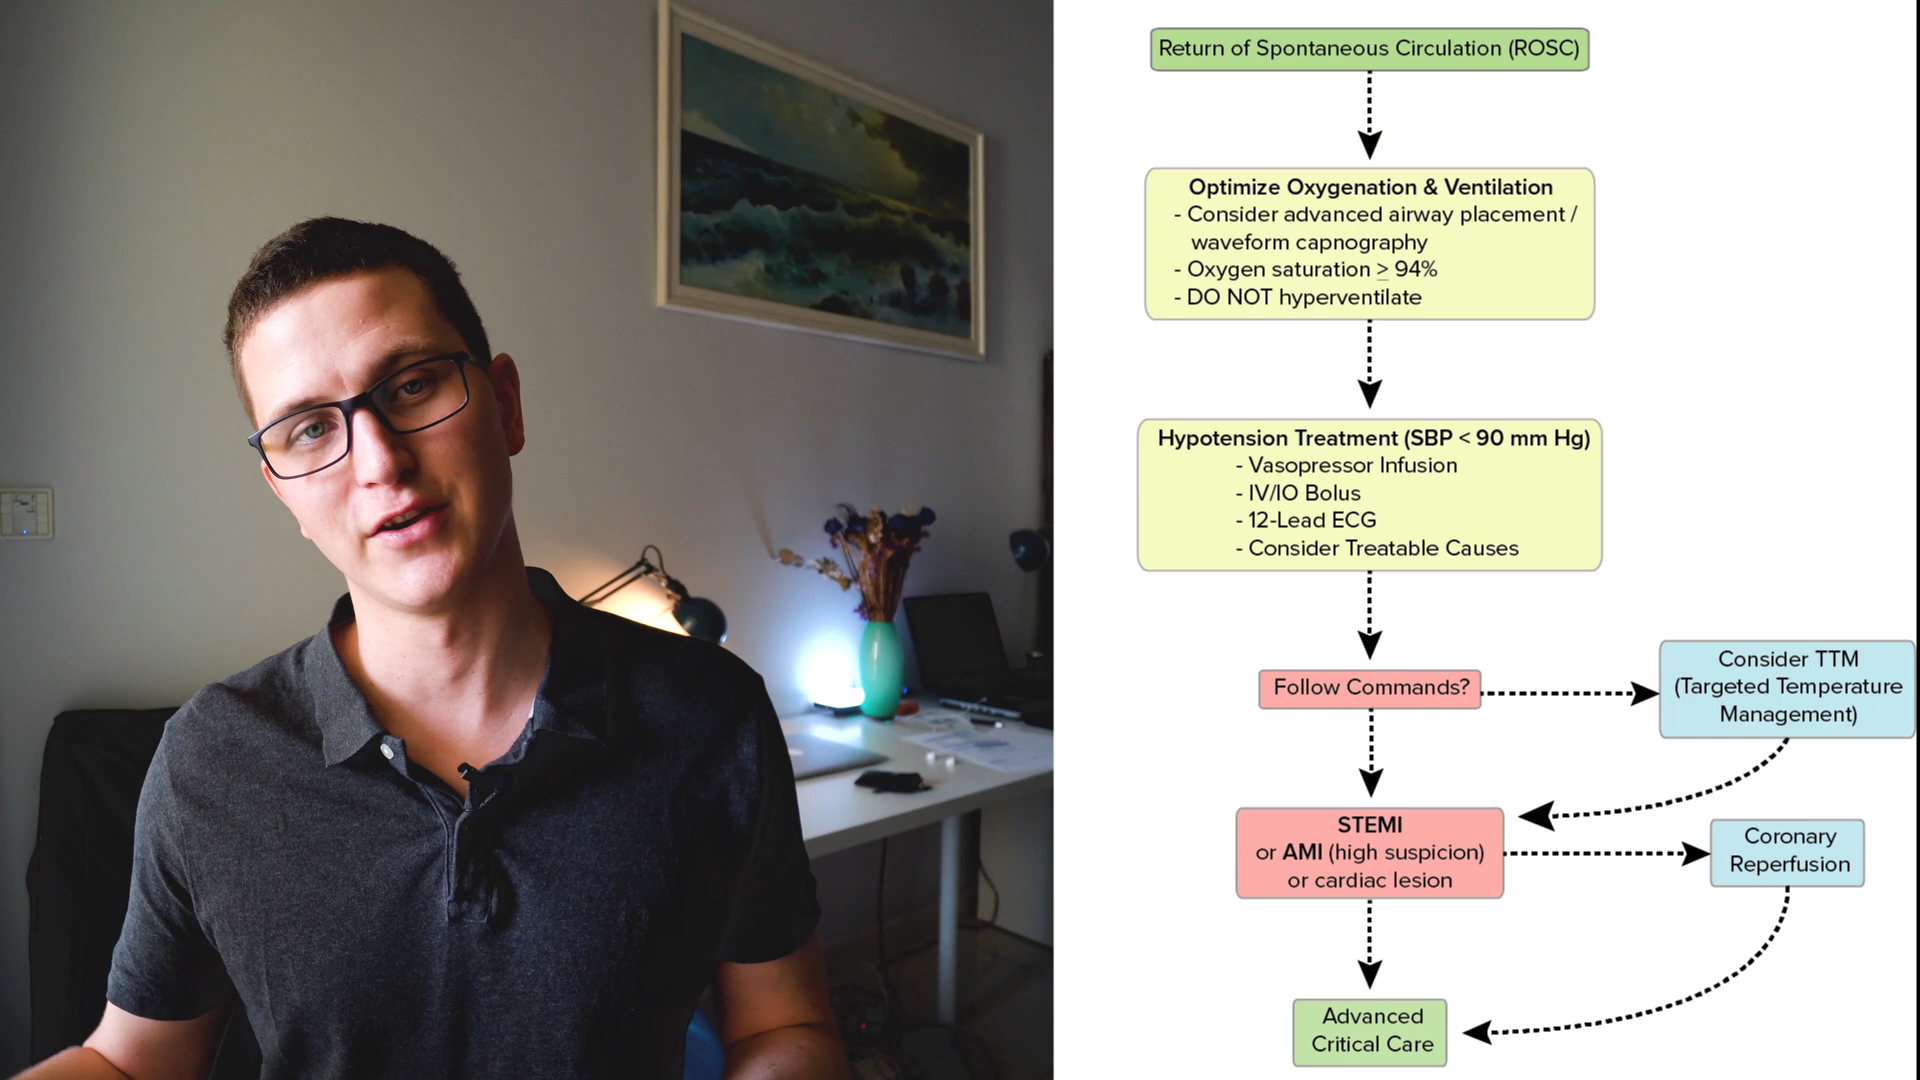 Return of Spontaneous Circulation (ROSC)
Optimize Oxygenation & Ventilation
- Consider advanced airway placement /
waveform capnography
- Oxygen saturation ≥ 94%
- DO NOT hyperventilate
Hypotension Treatment (SBP < 90 mm Hg)
- Vasopressor Infusion
- IV/IO Bolus
- 12-Lead ECG
- Consider Treatable Causes
Follow Commands?
Consider TTM
(Targeted Temperature
Management)
STEMI
or AMI (high suspicion)
or cardiac lesion
Coronary
Reperfusion
Advanced
Critical Care